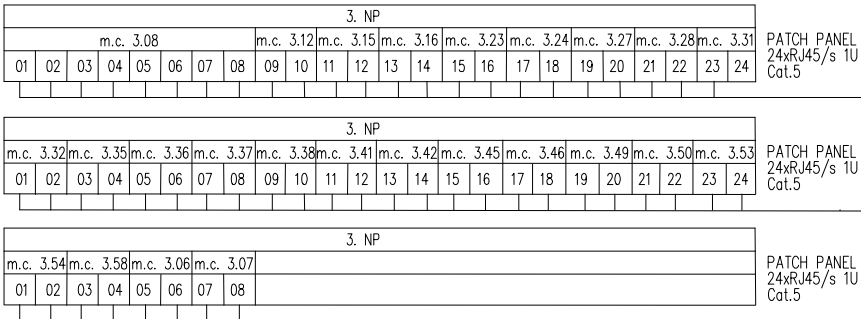 3. NP
m.c. 3.08 m.c. 3.12 m.c. 3.15 m.c. 3.16 m.c. 3.23 m.c. 3.24 m.c. 3.27 m.c. 3.28 m.c. 3.31
01 02 03 04 05 06 07 08 09 10 11 12 13 14 15 16 17 18 19 20 21 22 23 24
PATCH PANEL
24xRJ45/s 1U
Cat.5
3. NP
m.c. 3.32 m.c. 3.35 m.c. 3.36 m.c. 3.37 m.c. 3.38 m.c. 3.41 m.c. 3.42 m.c. 3.45 m.c. 3.46 m.c. 3.49 m.c. 3.50 m.c. 3.53
01 02 03 04 05 06 07 08 09 10 11 12 13 14 15 16 17 18 19 20 21 22 23 24
PATCH PANEL
24xRJ45/s 1U
Cat.5
3. NP
m.c. 3.54 m.c. 3.58 m.c. 3.06 m.c. 3.07
01 02 03 04 05 06 07 08
PATCH PANEL
24xRJ45/s 1U
Cat.5